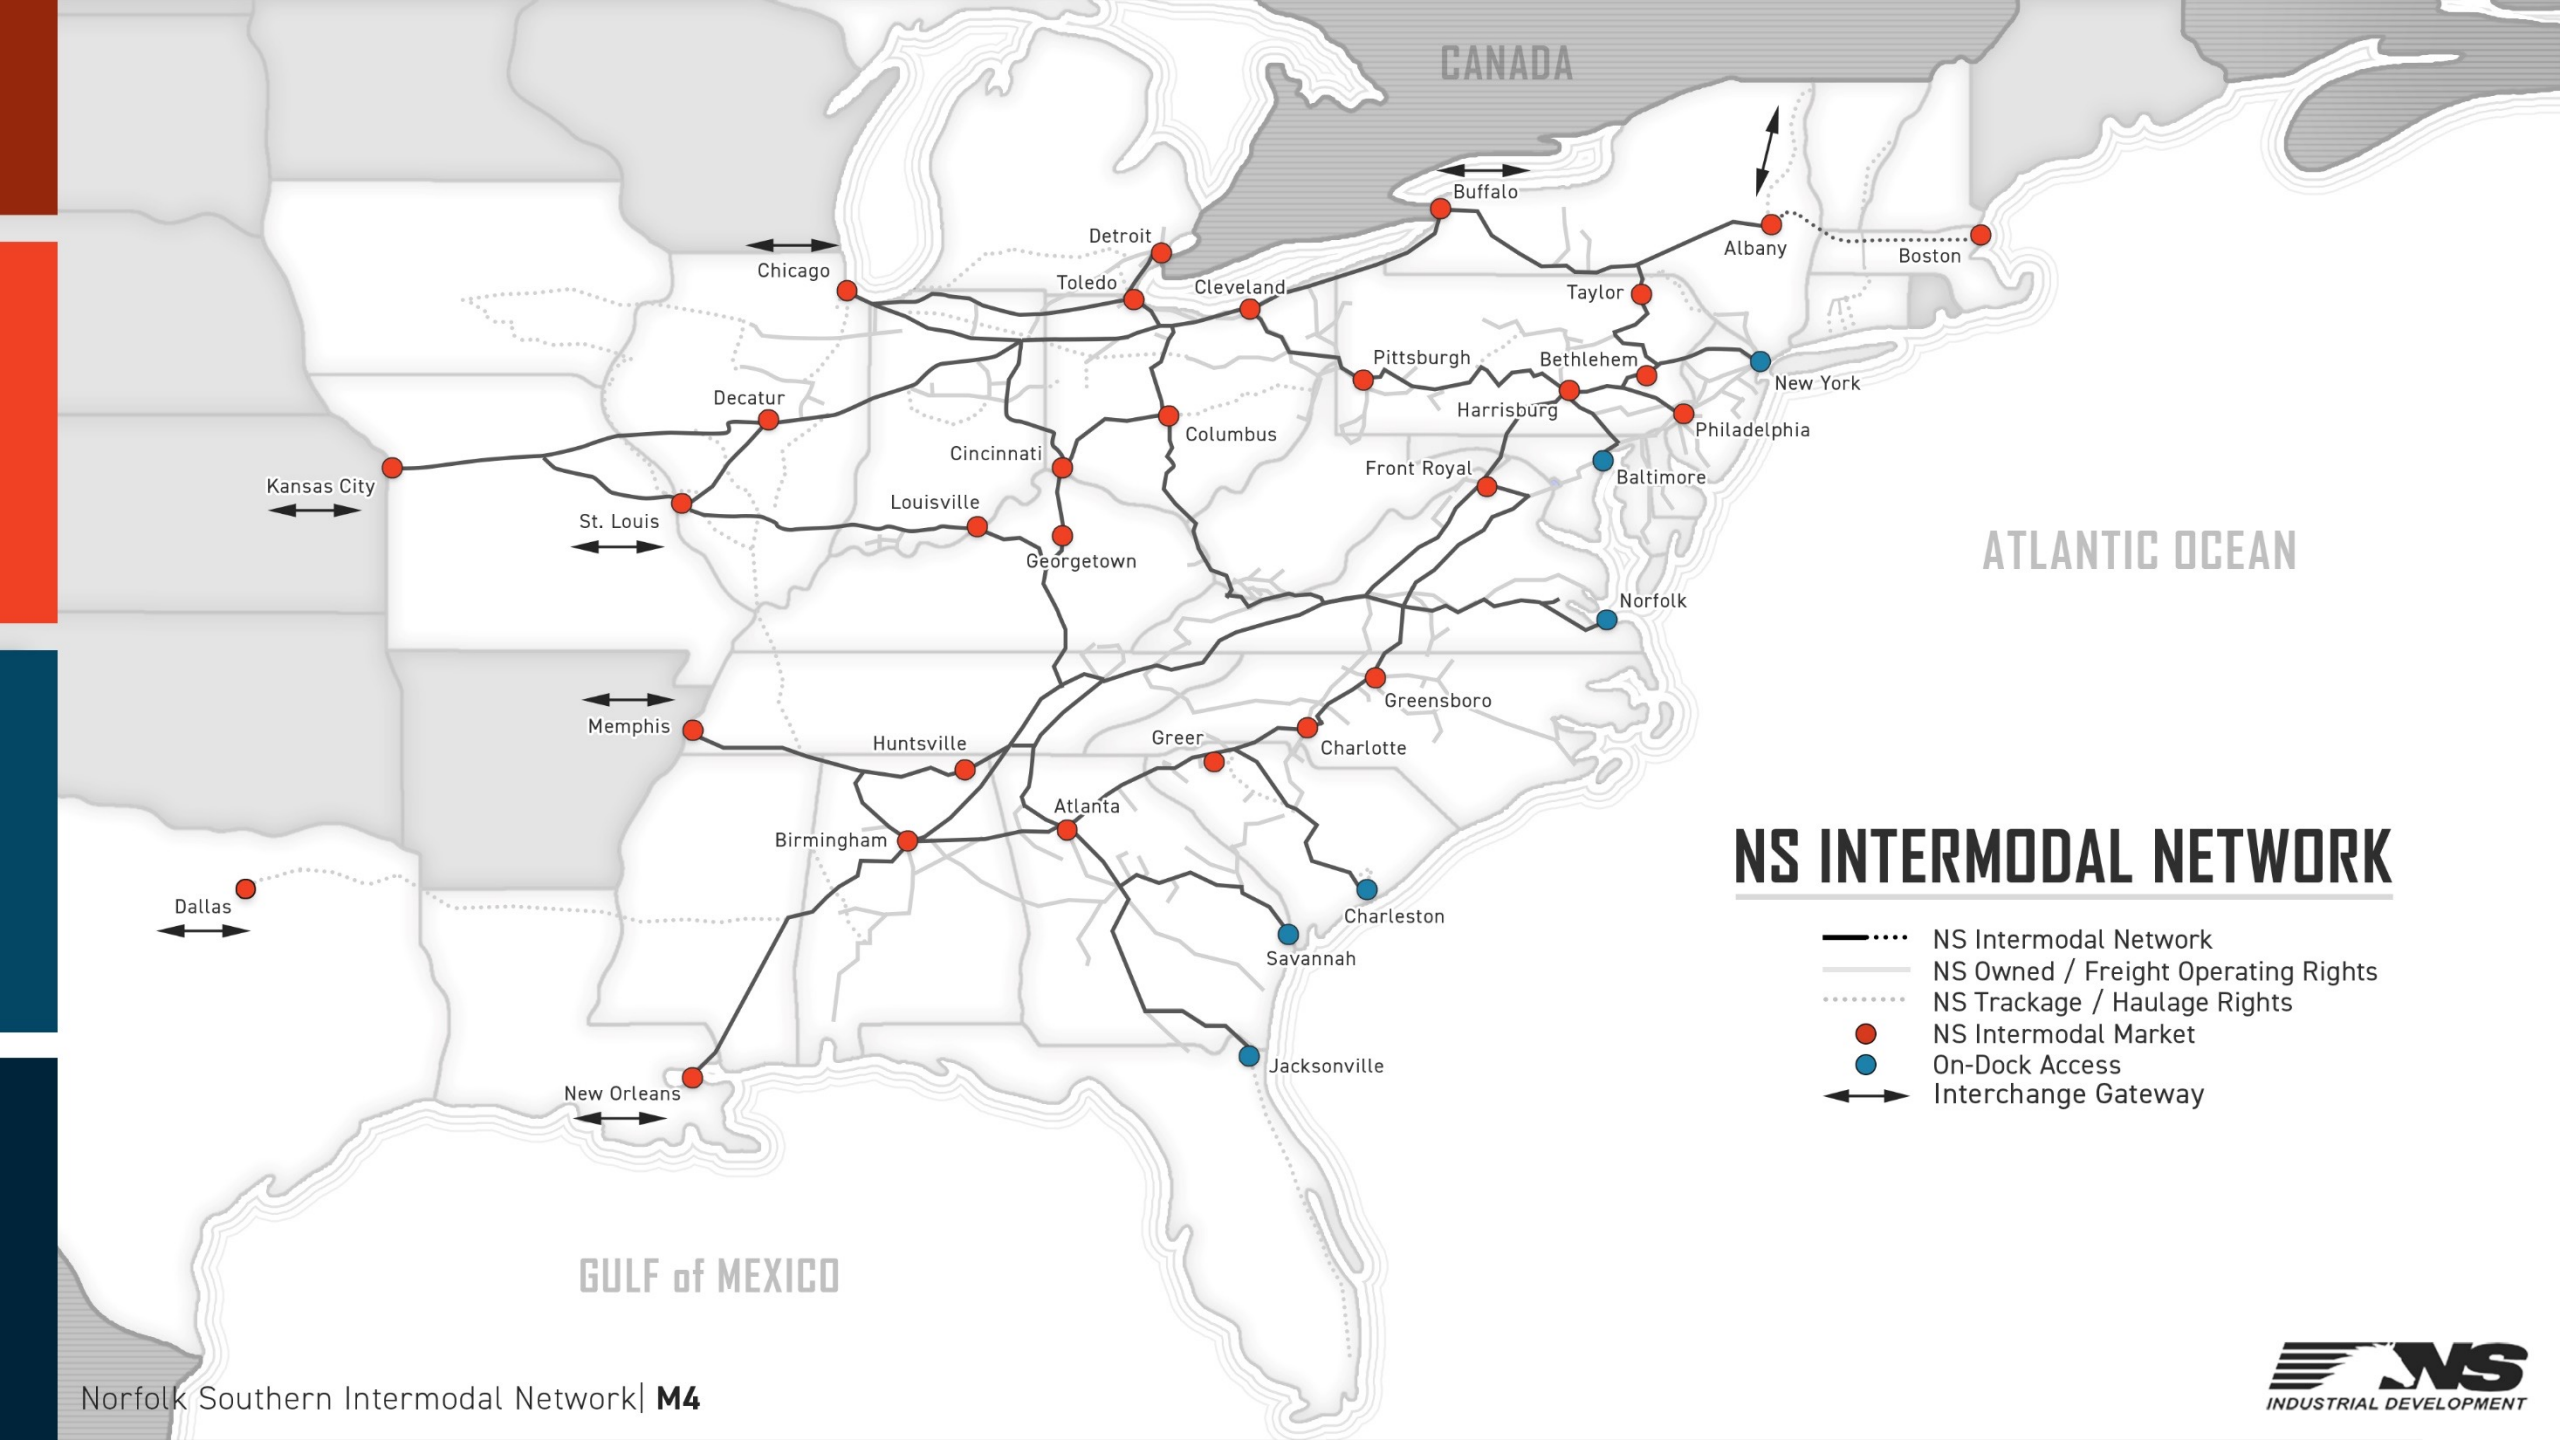 CANADA
Buffalo
Albany
Boston
Detroit
Toledo
Cleveland
Chicago
Taylor
Pittsburgh
Bethlehem
New York
Harrisburg
Philadelphia
Decatur
Columbus
Cincinnati
Front Royal
Baltimore
Kansas City
Louisville
St. Louis
Georgetown
ATLANTIC OCEAN
Norfolk
Memphis
Greensboro
Huntsville
Greer
Charlotte
Atlanta
Birmingham
Dallas
Charleston
Savannah
Jacksonville
New Orleans
GULF of MEXICO
NS INTERMODAL NETWORK
NS Intermodal Network
NS Owned / Freight Operating Rights
NS Trackage / Haulage Rights
NS Intermodal Market
On-Dock Access
Interchange Gateway
Norfolk Southern Intermodal Network| M4
NS
INDUSTRIAL DEVELOPMENT